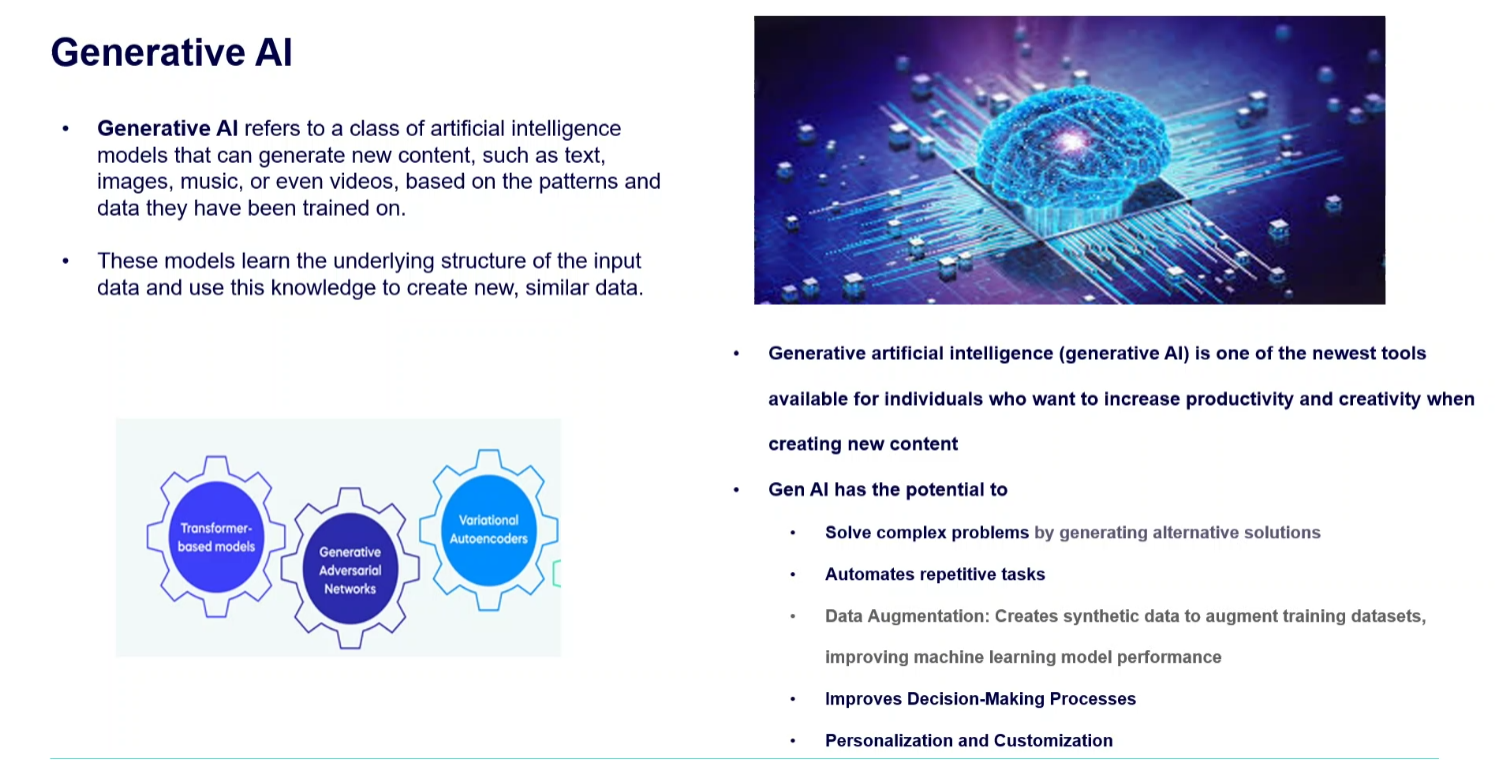 Generative AI
• Generative AI refers to a class of artificial intelligence
models that can generate new content, such as text,
images, music, or even videos, based on the patterns and
data they have been trained on.
• These models learn the underlying structure of the input
data and use this knowledge to create new, similar data.
Transformer-
based models
Generative
Adversarial
Networks
Variational
Autoencoders
• Generative artificial intelligence (generative AI) is one of the newest tools
available for individuals who want to increase productivity and creativity when
creating new content
• Gen AI has the potential to
• Solve complex problems by generating alternative solutions
• Automates repetitive tasks
• Data Augmentation: Creates synthetic data to augment training datasets,
improving machine learning model performance
• Improves Decision-Making Processes
• Personalization and Customization